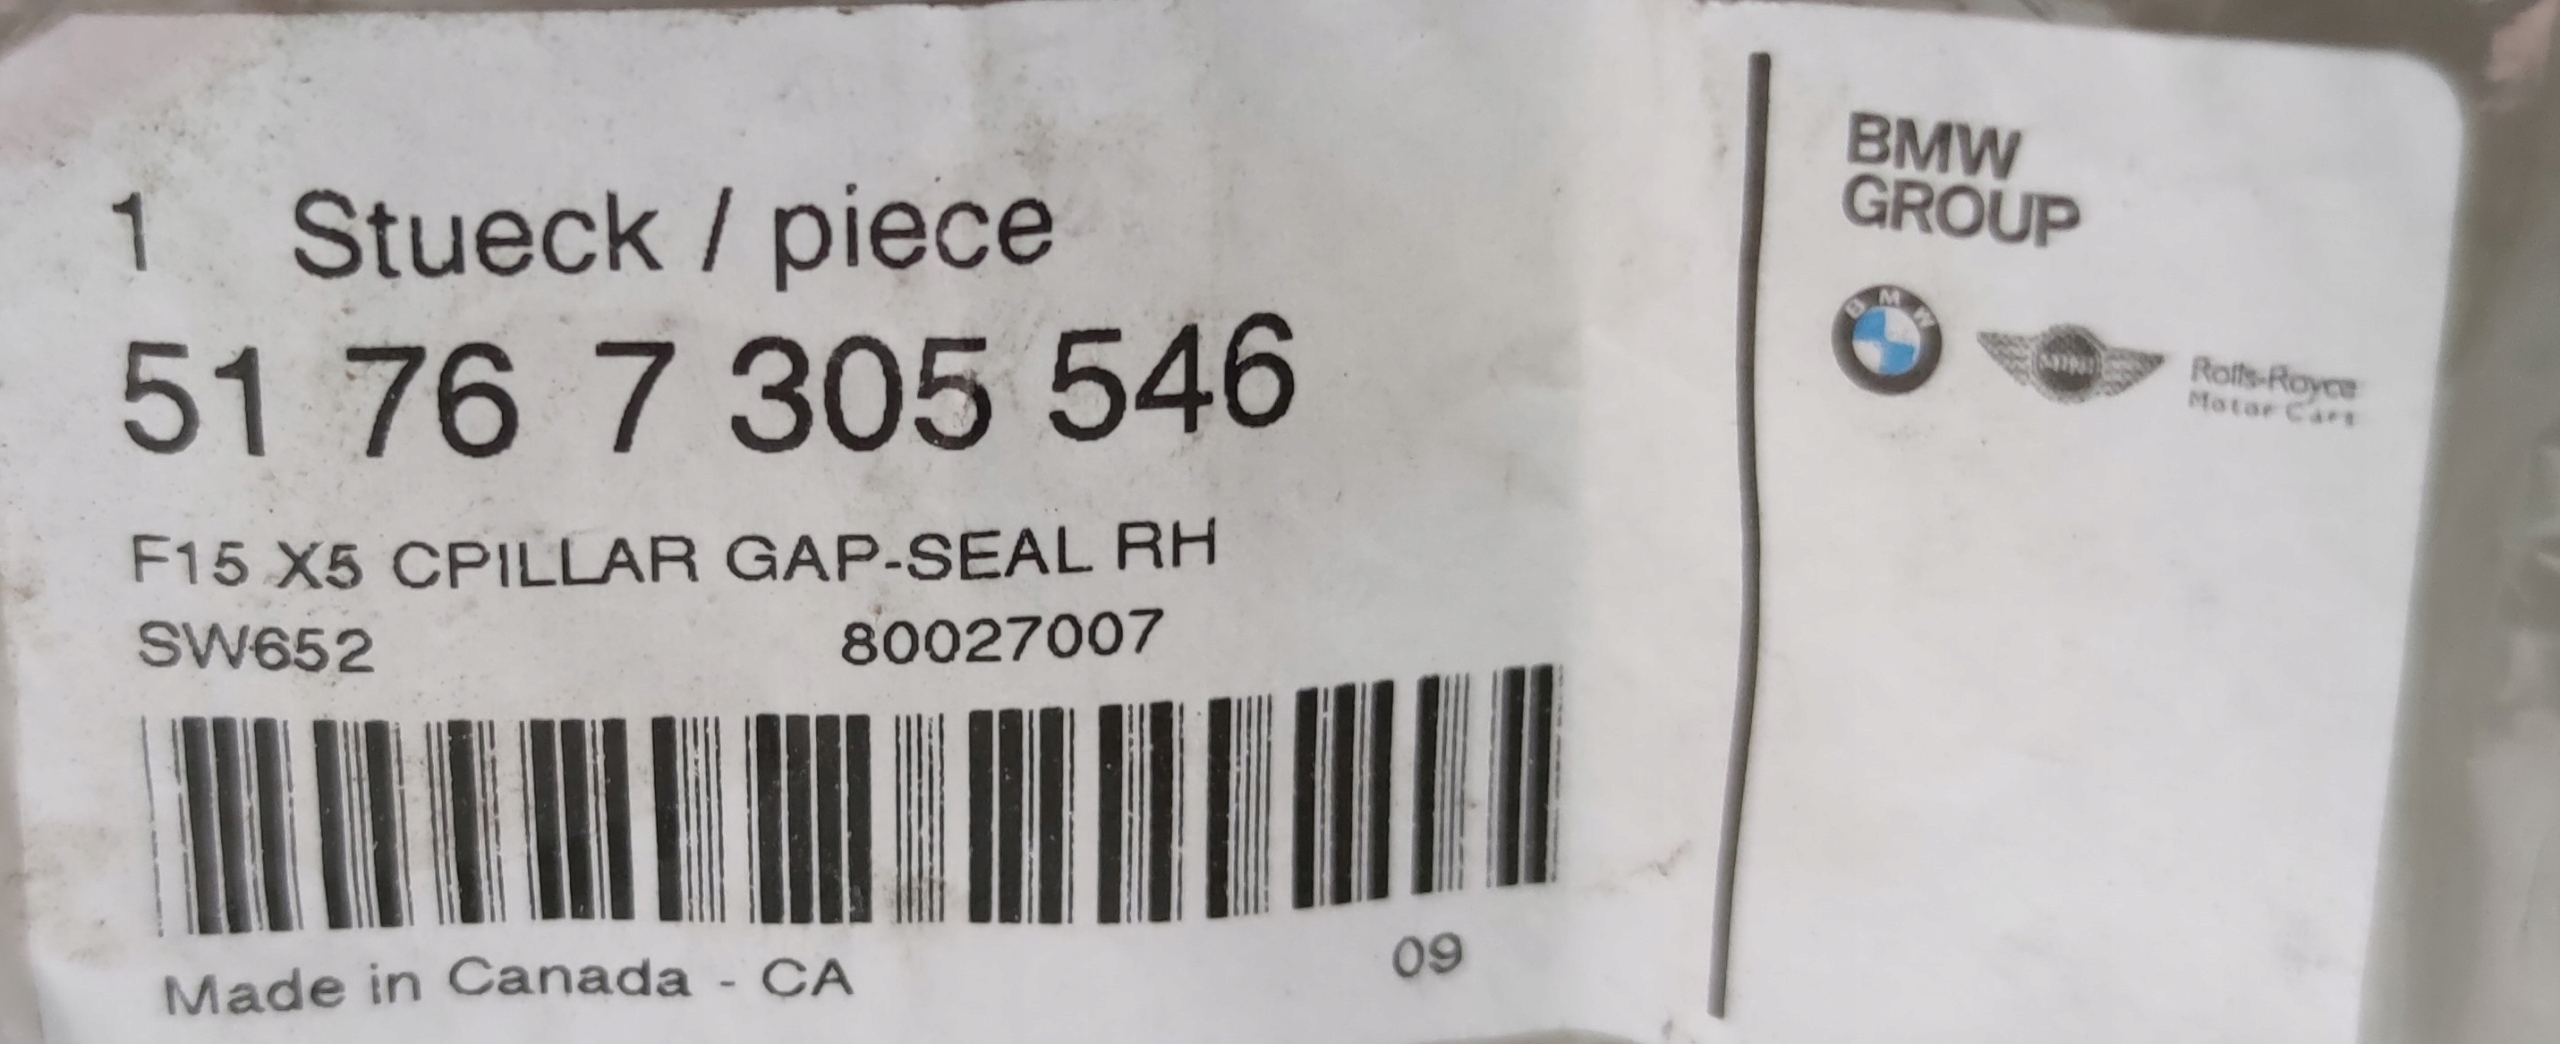 1 Stueck / piece
51 76 7 305 546
F15 X5 CPILLAR GAP-SEAL RH
SW652 80027007
Made in Canada - CA
09
BMW
GROUP
BMW
MINI
Rolls-Royce
Motor Cars